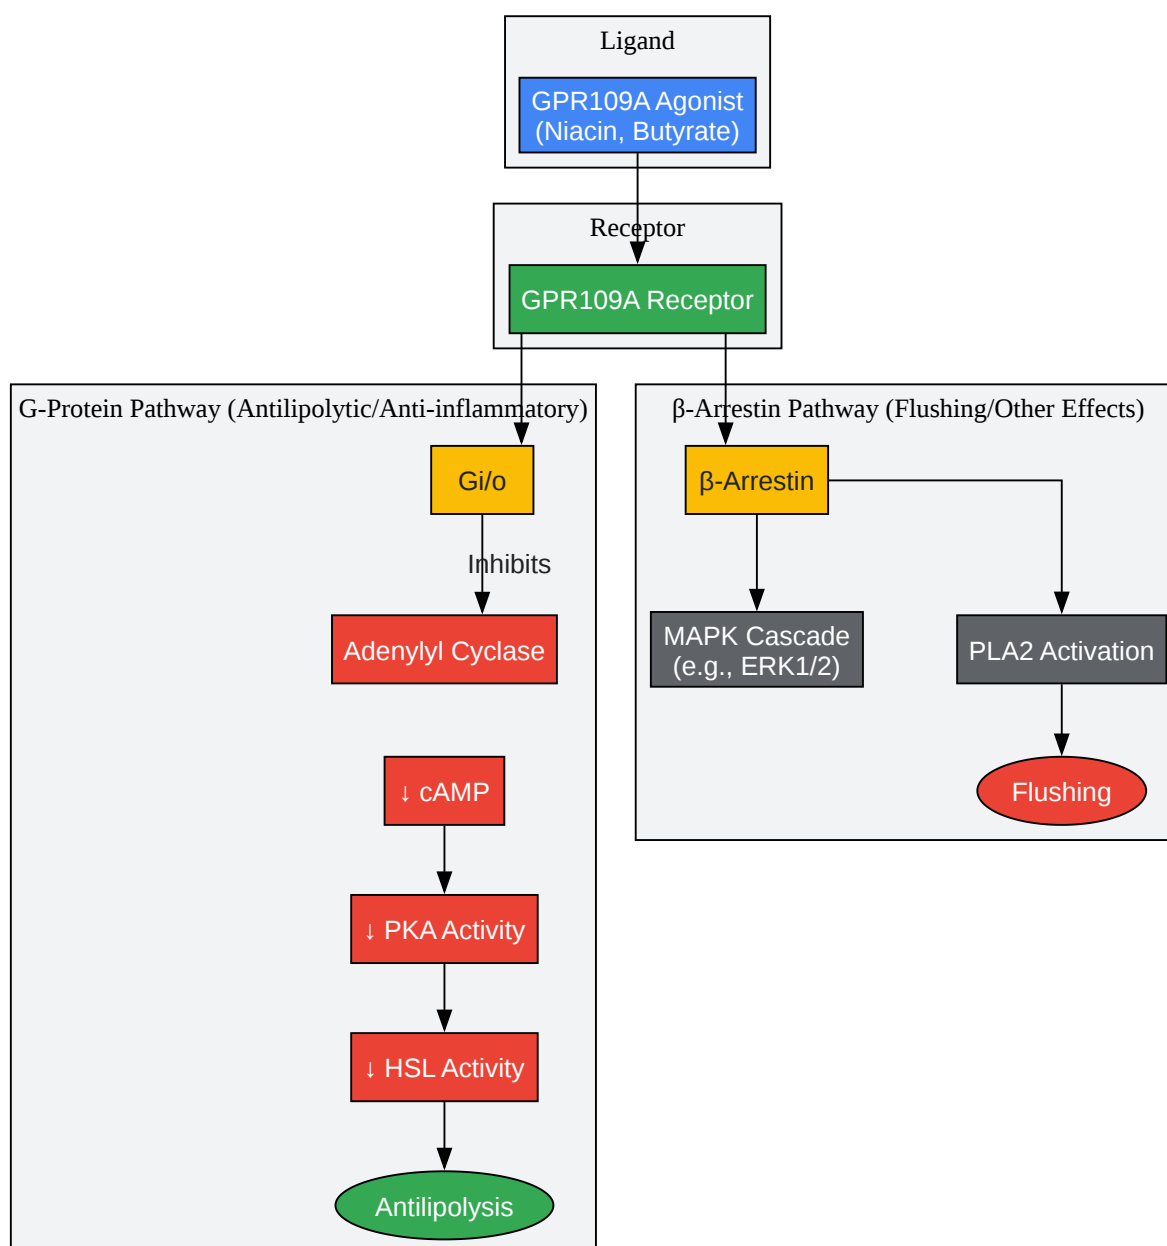 Ligand
GPR109A Agonist
(Niacin, Butyrate)
Receptor
GPR109A Receptor
G-Protein Pathway (Antilipolytic/Anti-inflammatory)
Gi/o
Inhibits
Adenylyl Cyclase
↓ cAMP
↓ PKA Activity
↓ HSL Activity
Antilipolysis
β-Arrestin Pathway (Flushing/Other Effects)
β-Arrestin
MAPK Cascade
(e.g., ERK1/2)
PLA2 Activation
Flushing